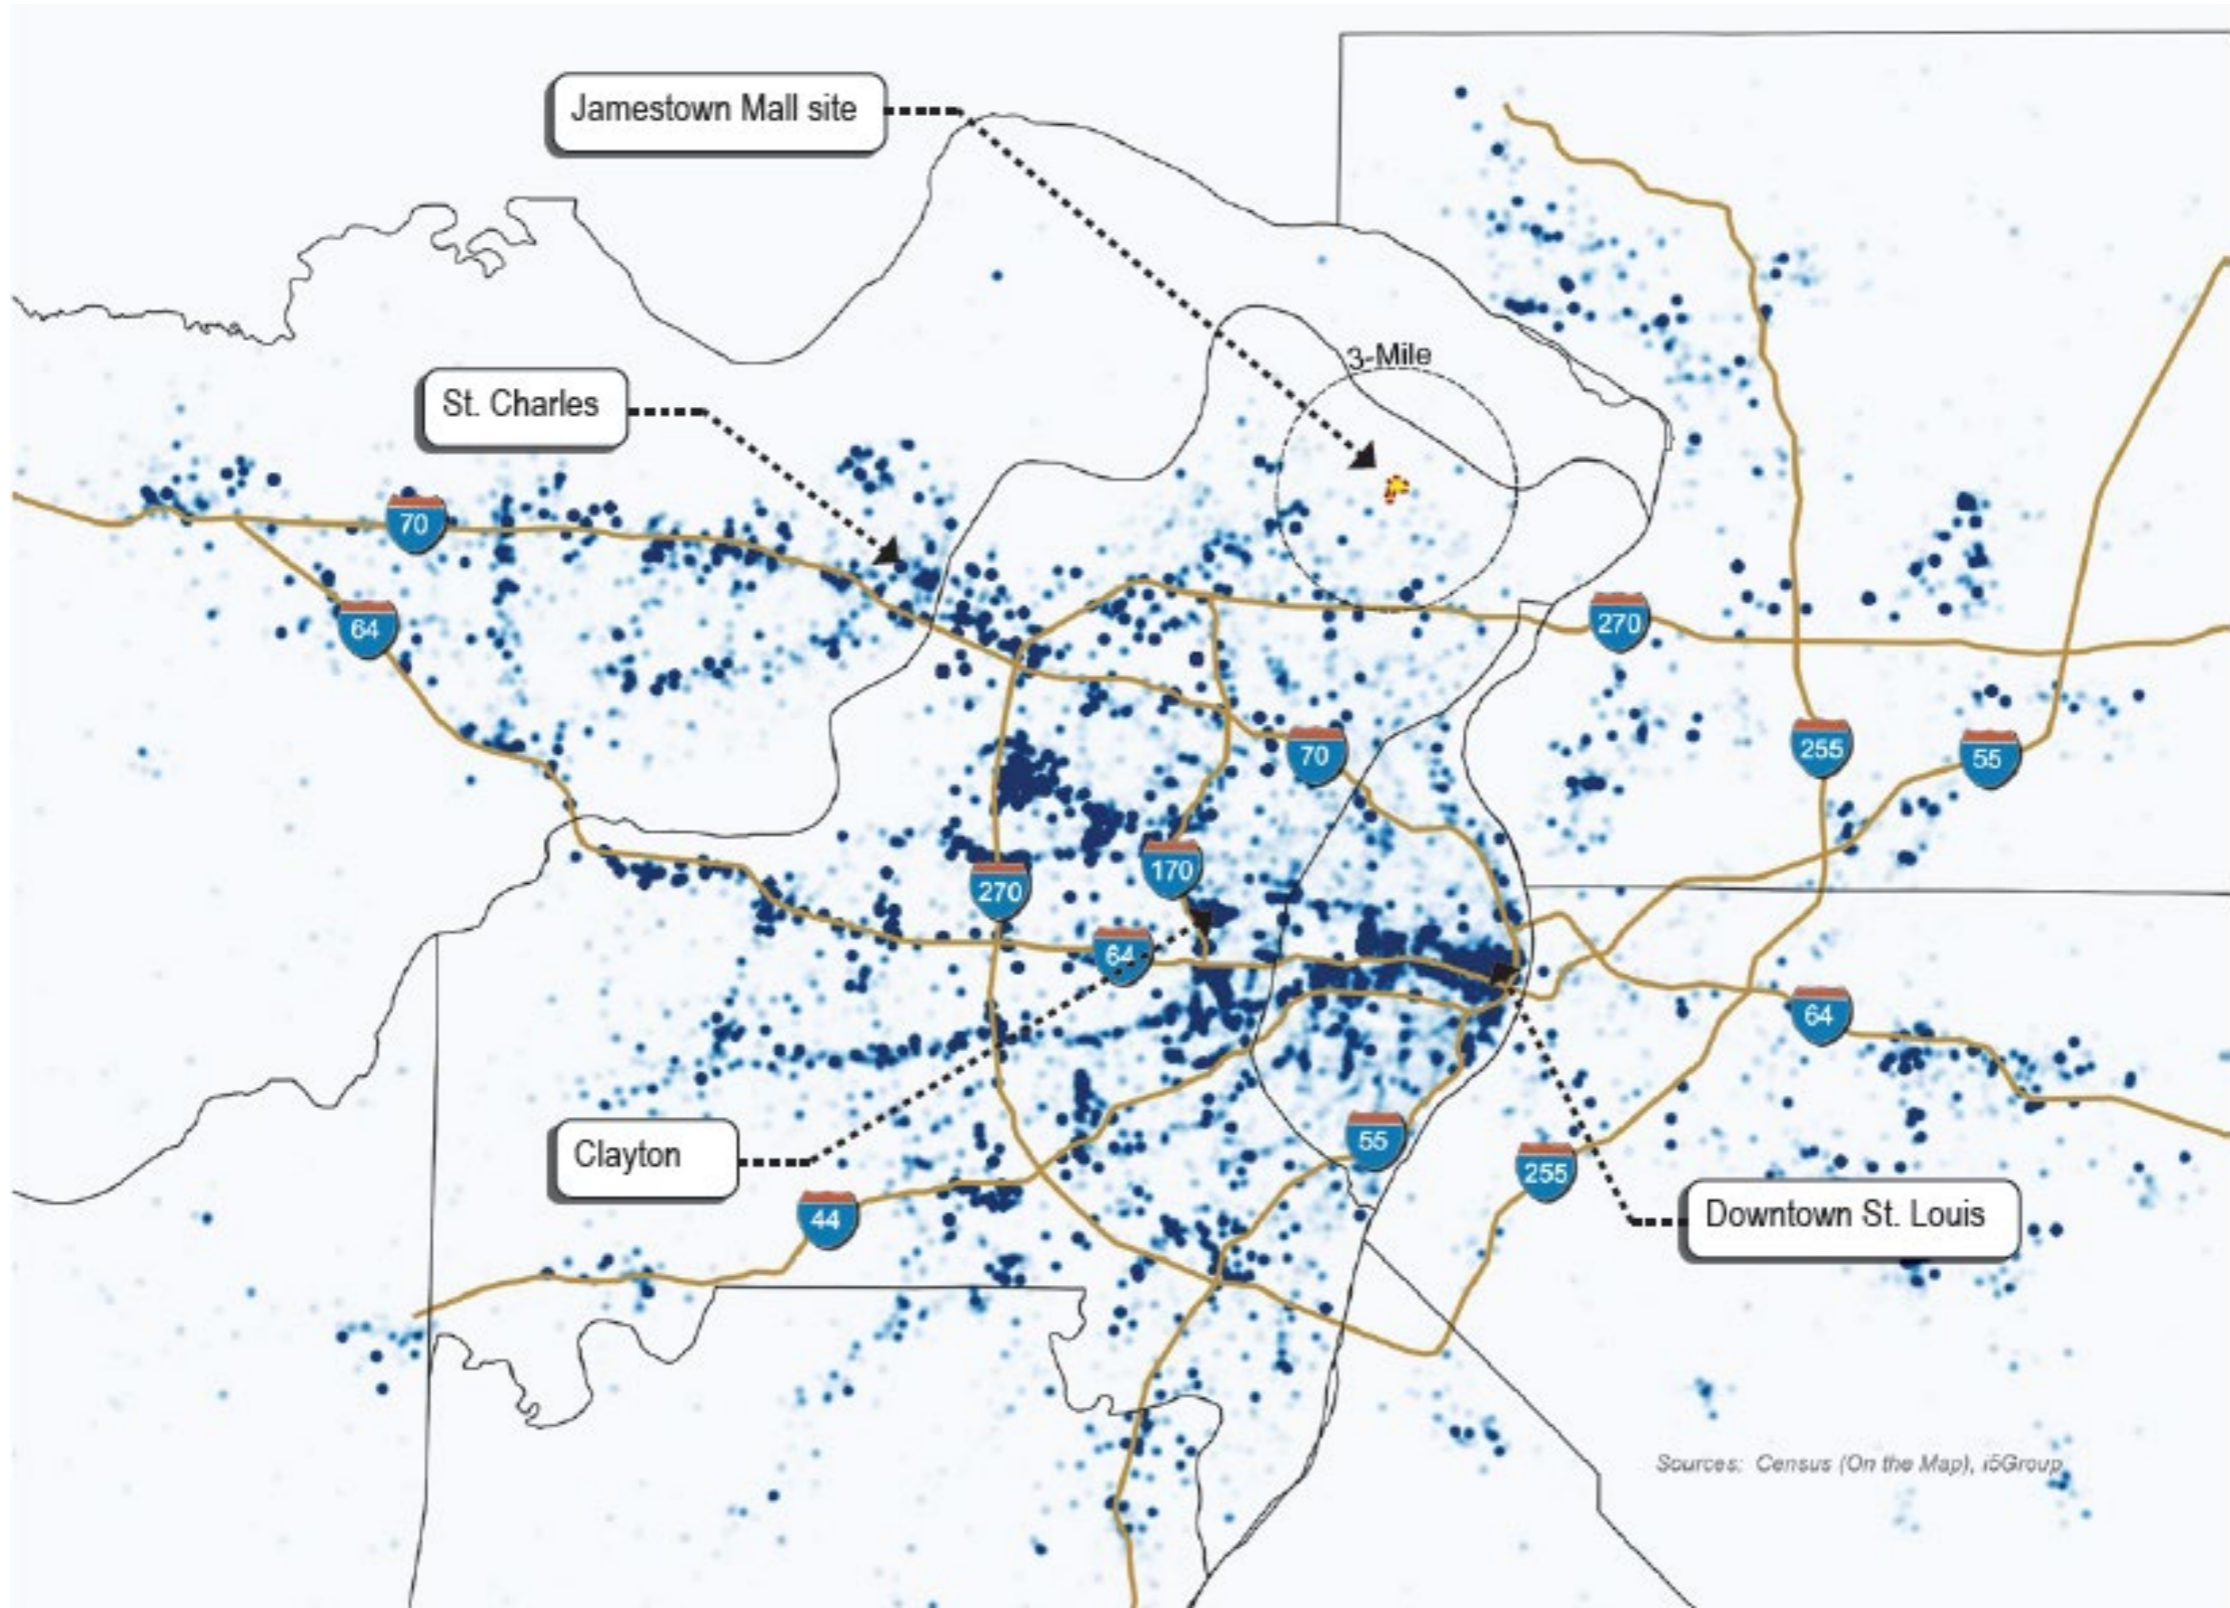 Jamestown Mall site
3-Mile
St. Charles
70
64
270
70
255
55
270
170
64
64
Clayton
55
255
44
Downtown St. Louis
Sources: Census (On the Map), i5Group